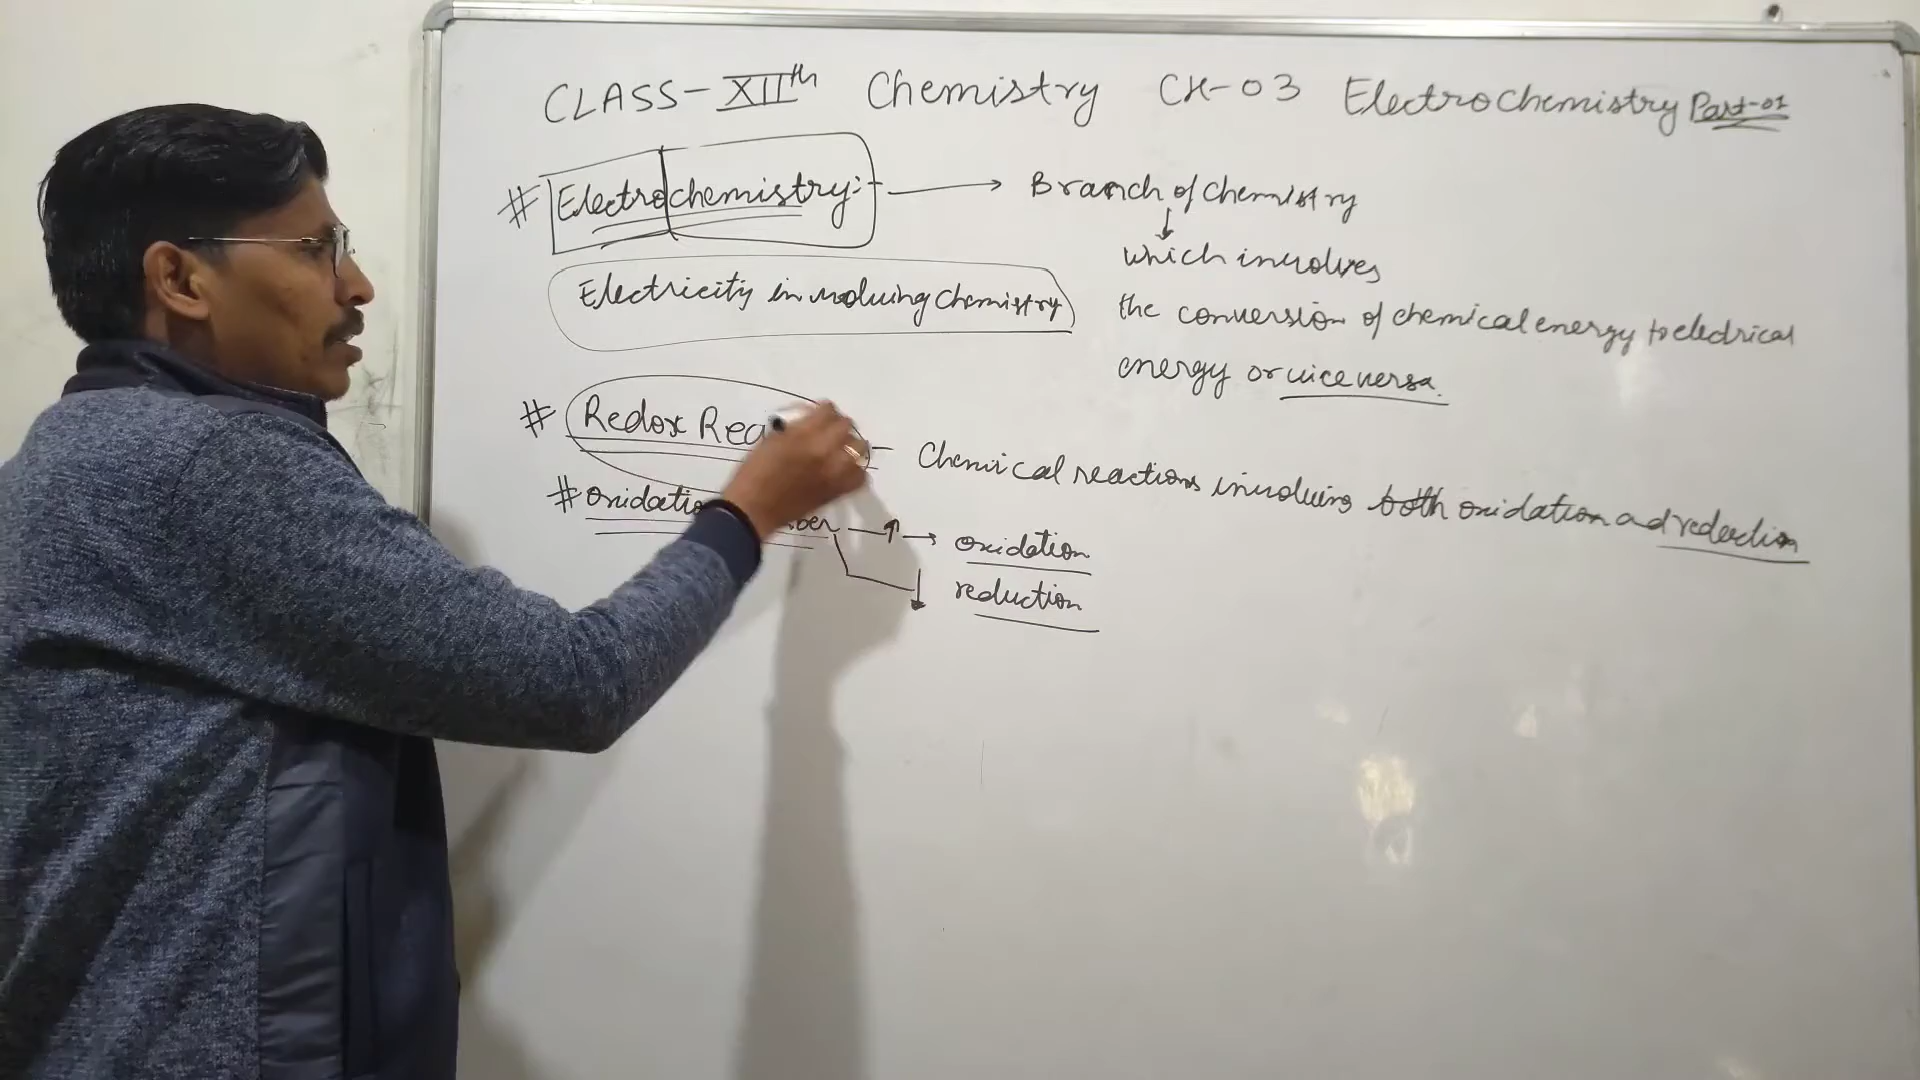 CLASS-XIIth Chemistry CH-03 Electrochemistry Part-01
# Electrochemistry:- → Branch of chemistry
↓
which involves
Electricity involving chemistry
the conversion of chemical energy to electrical
energy or vice versa.
# Redox Rea - Chemical reactions involving both oxidation and reduction
# oxidatio ber ↑ → oxidation
↓ reduction